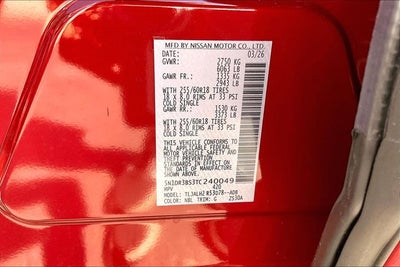 MFD BY NISSAN MOTOR CO., LTD.
DATE: 03/26
GVWR: 2750 KG
6063 LB
GAWR FR: 1335 KG
2943 LB
WITH 255/60R18 TIRES
18 X 8.0 RIMS AT 33 PSI
COLD SINGLE
GAWR RR: 1530 KG
3373 LB
WITH 255/60R18 TIRES
18 X 8.0 RIMS AT 33 PSI
COLD SINGLE
THIS VEHICLE CONFORMS TO
ALL APPLICABLE FEDERAL
MOTOR VEHICLE SAFETY
AND THEFT PREVENTION
STANDARDS IN EFFECT ON
THE DATE OF MANUFACTURE
SHOWN ABOVE.
5N1DR3BS3TC240049
MPV 420
MODEL:
COLOR: NBL TRIM: G